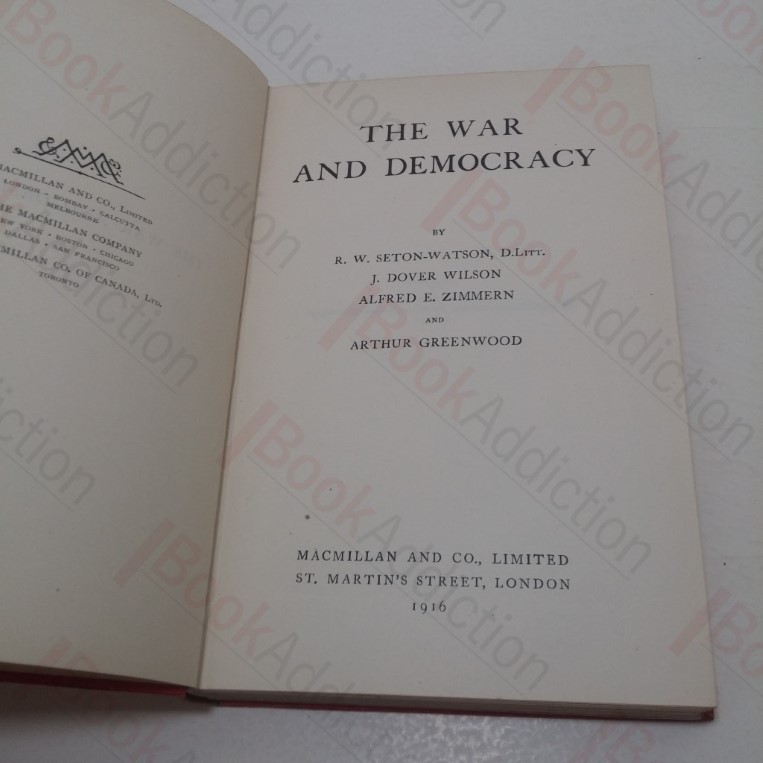 MACMILLAN AND CO., LIMITED
LONDON · BOMBAY · CALCUTTA
MELBOURNE
THE MACMILLAN COMPANY
NEW YORK · BOSTON · CHICAGO
DALLAS · SAN FRANCISCO
MACMILLAN CO. OF CANADA, LTD.
TORONTO
THE WAR
AND DEMOCRACY
BY
R. W. SETON-WATSON, D.LITT.
J. DOVER WILSON
ALFRED E. ZIMMERN
AND
ARTHUR GREENWOOD
MACMILLAN AND CO., LIMITED
ST. MARTIN'S STREET, LONDON
1916
BookAddiction